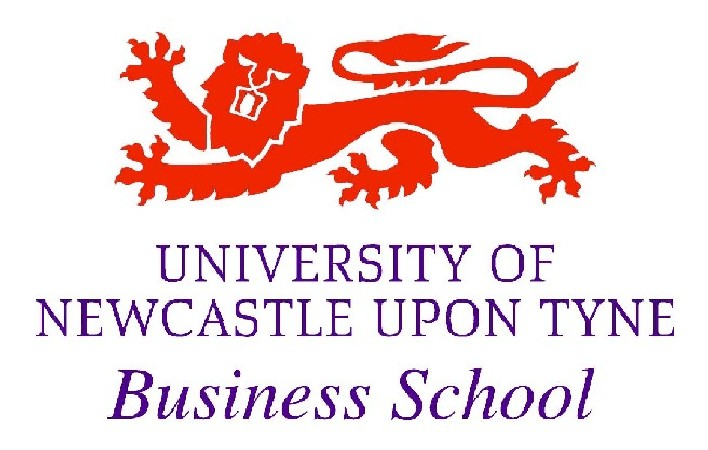 UNIVERSITY OF
NEWCASTLE UPON TYNE
Business School